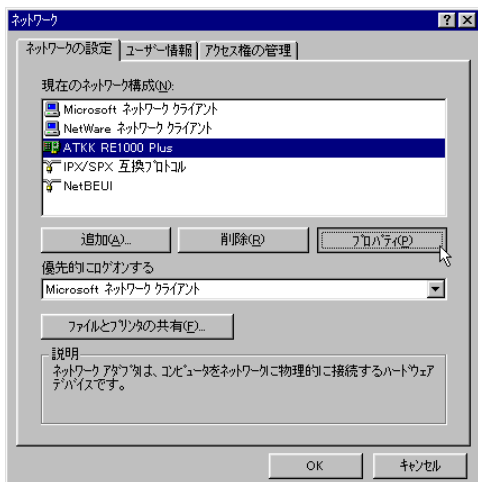 ネットワーク
ネットワークの設定 ユーザー情報 アクセス権の管理
現在のネットワーク構成(N):
Microsoft ネットワーク クライアント
NetWare ネットワーク クライアント
ATKK RE1000 Plus
IPX/SPX 互換プロトコル
NetBEUI
追加(A)... 削除(R) プロパティ(P)
優先的にログオンする
Microsoft ネットワーク クライアント
ファイルとプリンタの共有(F)...
説明
ネットワーク アダプタは、コンピュータをネットワークに物理的に接続するハードウェア
デバイスです。
OK キャンセル